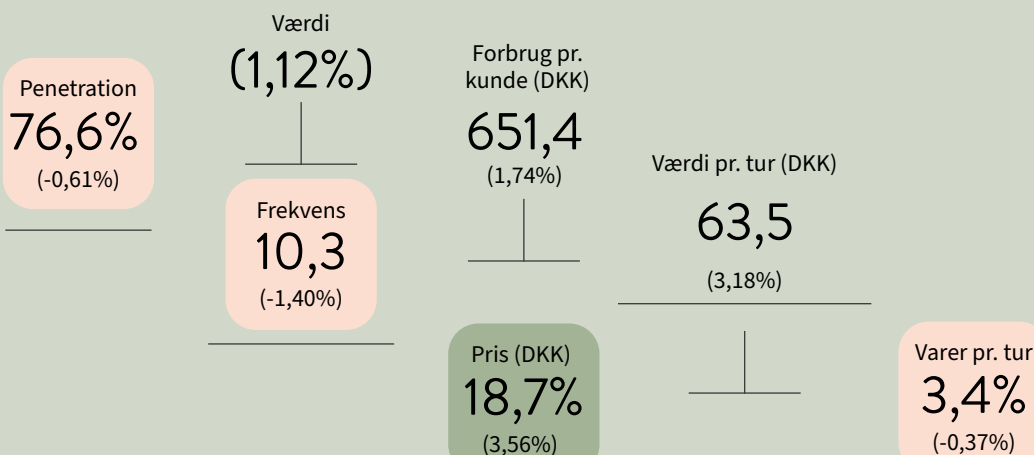 Værdi
(1,12%)
Penetration
76,6%
(-0,61%)
Forbrug pr.
kunde (DKK)
651,4
(1,74%)
Frekvens
10,3
(-1,40%)
Værdi pr. tur (DKK)
63,5
(3,18%)
Pris (DKK)
18,7%
(3,56%)
Varer pr. tur
3,4%
(-0,37%)